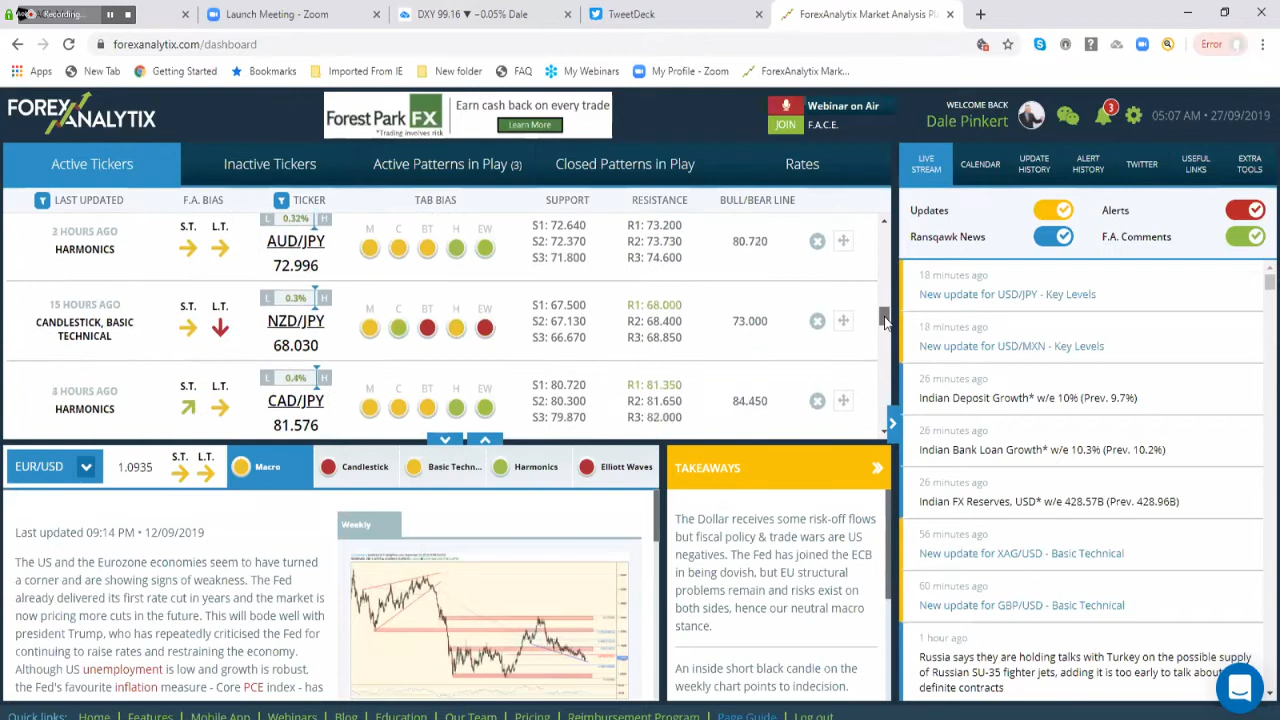 Recording...
Launch Meeting - Zoom
DXY 99.16 ▼ −0.05% Dale
TweetDeck
ForexAnalytix Market Analysis Pl
forexanalytix.com/dashboard
Error
Apps
New Tab
Getting Started
Bookmarks
Imported From IE
New folder
FAQ
My Webinars
My Profile - Zoom
ForexAnalytix Mark...
FOREX ANALYTIX
Forest Park FX
*Trading involves risk
Earn cash back on every trade
Learn More
Webinar on Air
JOIN F.A.C.E.
WELCOME BACK
Dale Pinkert
3
05:07 AM • 27/09/2019
Active Tickers
Inactive Tickers
Active Patterns in Play (3)
Closed Patterns in Play
Rates
LAST UPDATED
F.A. BIAS
TICKER
TAB BIAS
SUPPORT
RESISTANCE
BULL/BEAR LINE
3 HOURS AGO
HARMONICS
S.T. L.T.
L 0.32% H
AUD/JPY
72.996
M C BT H EW
S1: 72.640
S2: 72.370
S3: 71.800
R1: 73.200
R2: 73.730
R3: 74.600
80.720
15 HOURS AGO
CANDLESTICK, BASIC
TECHNICAL
S.T. L.T.
L 0.3% H
NZD/JPY
68.030
M C BT H EW
S1: 67.500
S2: 67.130
S3: 66.670
R1: 68.000
R2: 68.400
R3: 68.850
73.000
HOURS AGO
HARMONICS
S.T. L.T.
L 0.4% H
CAD/JPY
81.576
M C BT H EW
S1: 80.720
S2: 80.300
S3: 79.870
R1: 81.350
R2: 81.650
R3: 82.000
84.450
EUR/USD
1.0935
S.T. L.T.
Macro
Candlestick
Basic Techn...
Harmonics
Elliott Waves
Last updated 09:14 PM • 12/09/2019
The US and the Eurozone economies seem to have turned
a corner and are showing signs of weakness. The Fed
already delivered its first rate cut in years and the market is
now pricing more cuts in the future. This will bode well with
president Trump, who has repeatedly criticised the Fed for
continuing to raise rates and restraining the economy.
Although US unemployment is low and growth is robust,
the Fed's favourite inflation measure - Core PCE index - has
Weekly
TAKEAWAYS
The Dollar receives some risk-off flows
but fiscal policy & trade wars are US
negatives. The Fed has joined the ECB
in being dovish, but EU structural
problems remain and risks exist on
both sides, hence our neutral macro
stance.
An inside short black candle on the
weekly chart points to indecision.
LIVE
STREAM
CALENDAR
UPDATE
HISTORY
ALERT
HISTORY
TWITTER
USEFUL
LINKS
EXTRA
TOOLS
Updates
Alerts
Ransqawk News
F.A. Comments
18 minutes ago
New update for USD/JPY - Key Levels
18 minutes ago
New update for USD/MXN - Key Levels
26 minutes ago
Indian Deposit Growth* w/e 10% (Prev. 9.7%)
26 minutes ago
Indian Bank Loan Growth* w/e 10.3% (Prev. 10.2%)
26 minutes ago
Indian FX Reserves, USD* w/e 428.57B (Prev. 428.96B)
56 minutes ago
New update for XAG/USD - Basic Technical
60 minutes ago
New update for GBP/USD - Basic Technical
1 hour ago
Russia says they are holding talks with Turkey on the possible supply
of Russian SU-35 fighter jets, adding it is too early to talk about
definite contracts
Quick links: Home | Features | Mobile App | Webinars | Blog | Education | Our Team | Pricing | Reimbursement Program | Page Guide | Log out